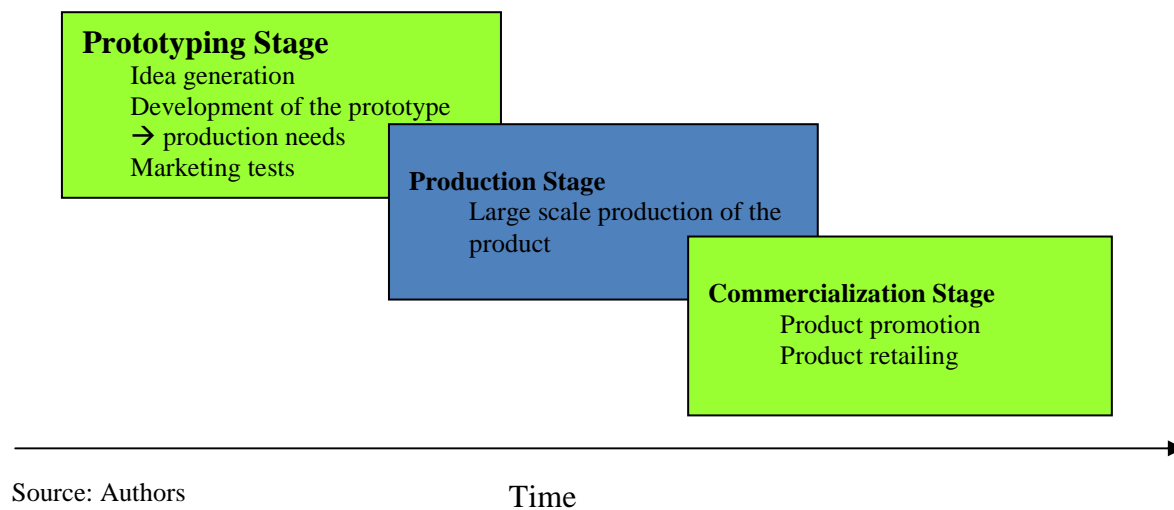 Prototyping Stage
Idea generation
Development of the prototype
→ production needs
Marketing tests
Production Stage
Large scale production of the
product
Commercialization Stage
Product promotion
Product retailing
Source: Authors
Time